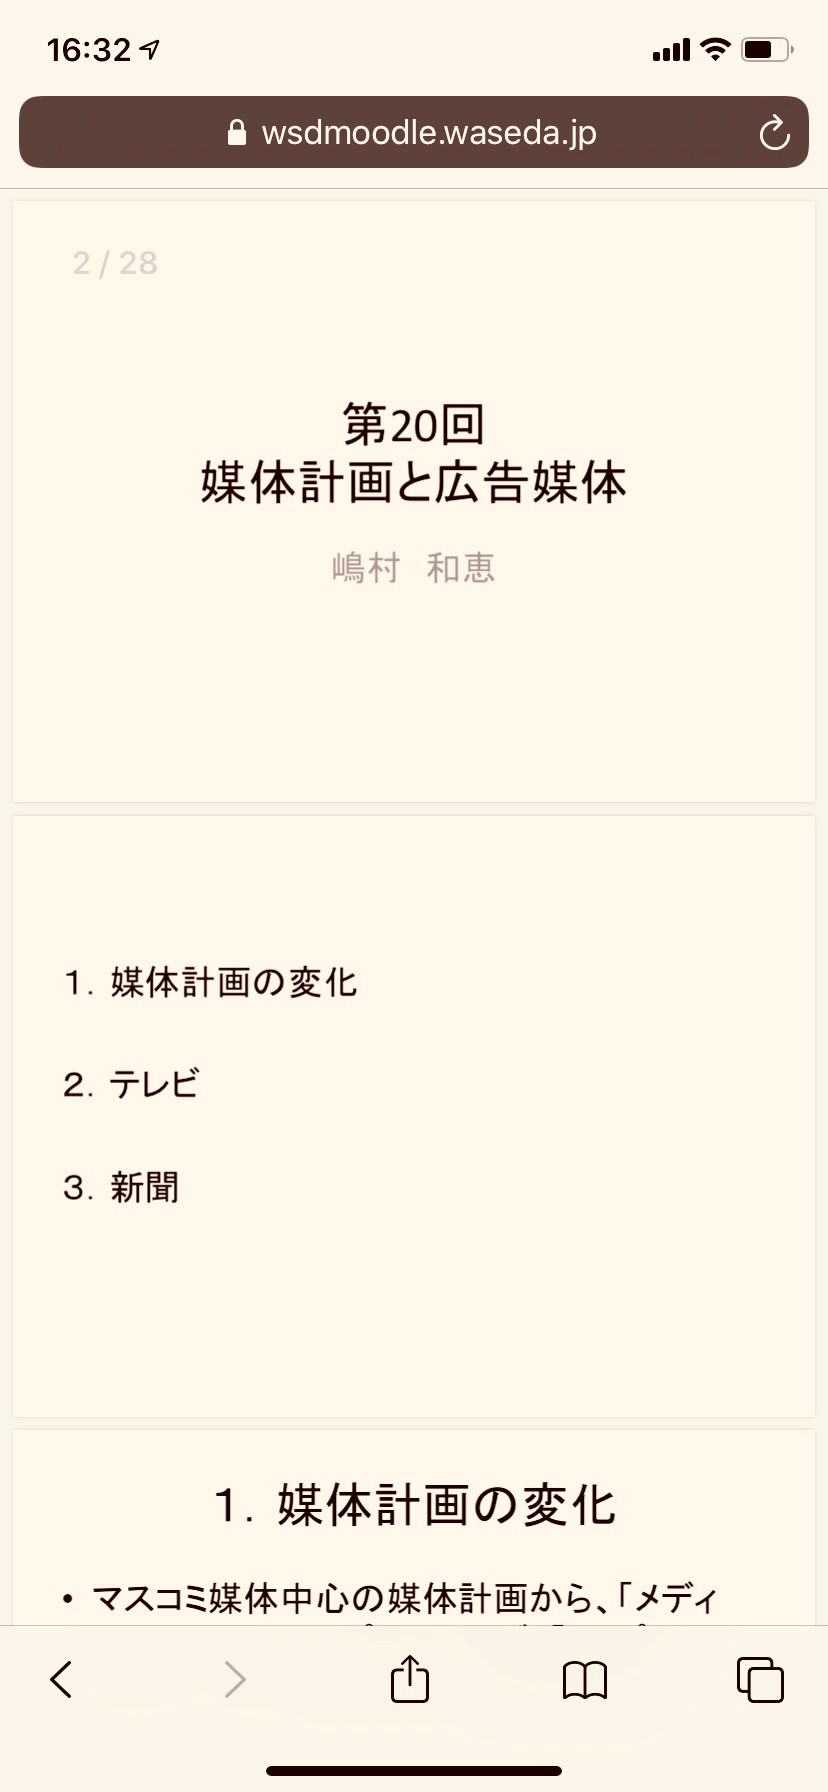 16:32
wsdmoodle.waseda.jp
2 / 28
第20回
媒体計画と広告媒体
嶋村 和恵
1. 媒体計画の変化
2. テレビ
3. 新聞
1. 媒体計画の変化
• マスコミ媒体中心の媒体計画から、「メディ